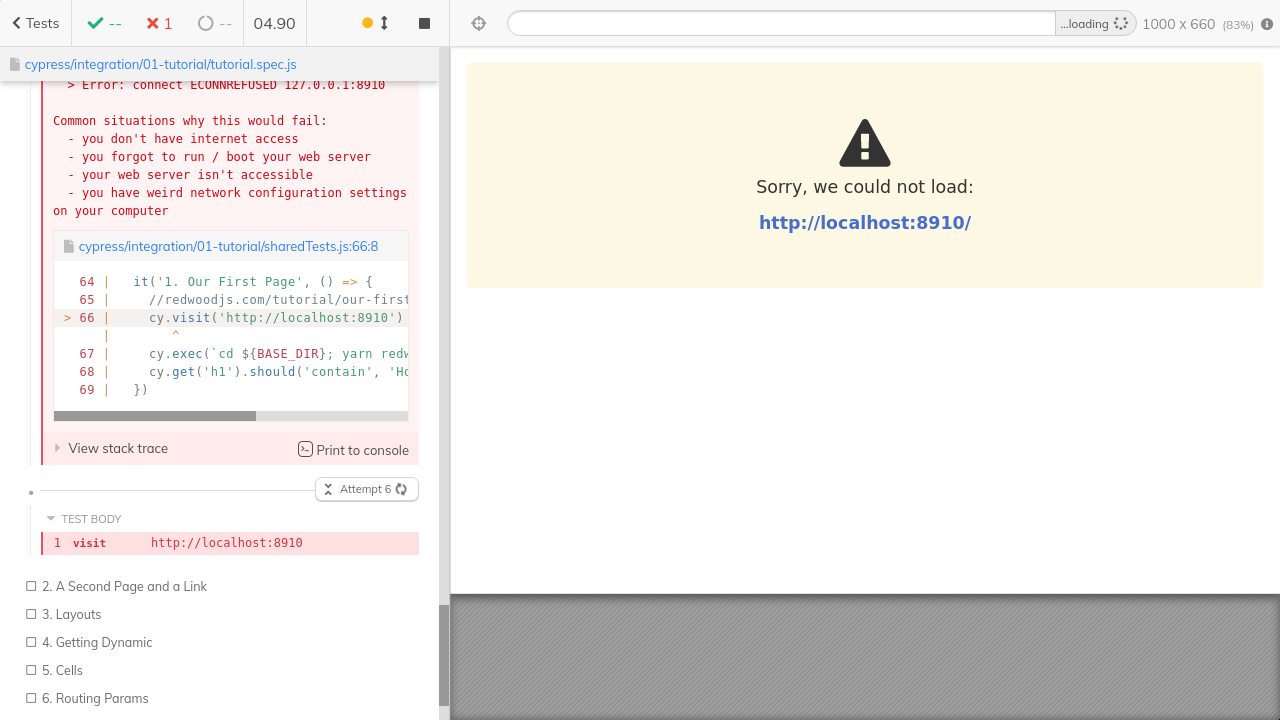 Tests
--
1
--
04.90
...loading
1000 x 660 (83%)
cypress/integration/01-tutorial/tutorial.spec.js
> Error: connect ECONNREFUSED 127.0.0.1:8910
Common situations why this would fail:
- you don't have internet access
- you forgot to run / boot your web server
- your web server isn't accessible
- you have weird network configuration settings
on your computer
cypress/integration/01-tutorial/sharedTests.js:66:8
64 | it('1. Our First Page', () => {
65 | //redwoodjs.com/tutorial/our-first
> 66 | cy.visit('http://localhost:8910')
| ^
67 | cy.exec(`cd ${BASE_DIR}; yarn redw
68 | cy.get('h1').should('contain', 'Ho
69 | })
View stack trace
Print to console
Attempt 6
TEST BODY
1 visit http://localhost:8910
2. A Second Page and a Link
3. Layouts
4. Getting Dynamic
5. Cells
6. Routing Params
Sorry, we could not load:
http://localhost:8910/